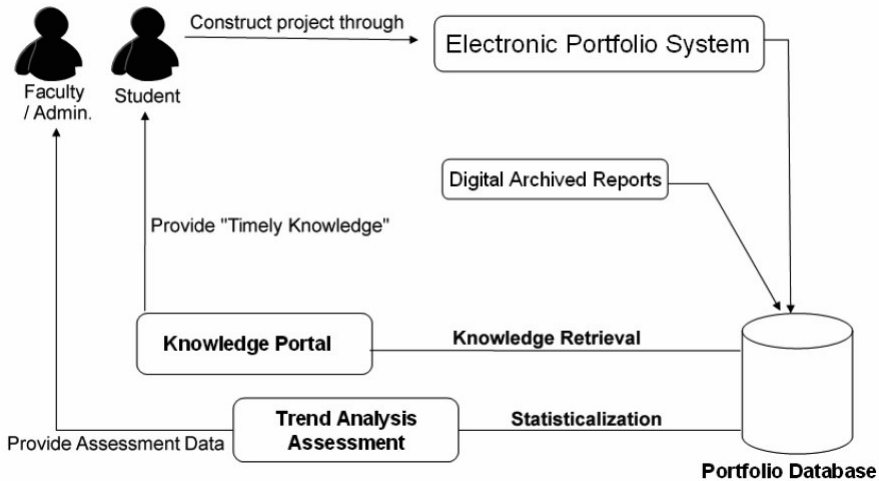 Construct project through
Electronic Portfolio System
Faculty
/ Admin.
Student
Digital Archived Reports
Provide "Timely Knowledge"
Knowledge Portal
Knowledge Retrieval
Trend Analysis
Assessment
Statisticalization
Provide Assessment Data
Portfolio Database